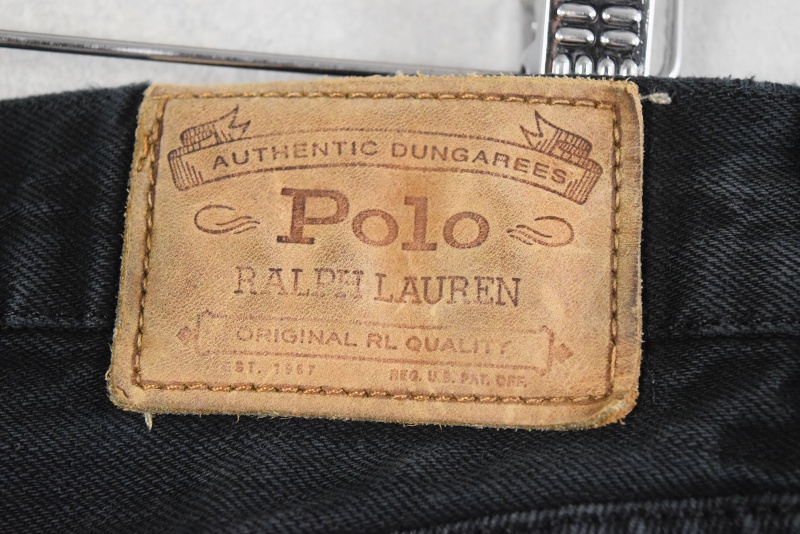 AUTHENTIC DUNGAREES
Polo
RALPH LAUREN
ORIGINAL RL QUALITY
EST. 1967 REG. U.S. PAT. OFF.